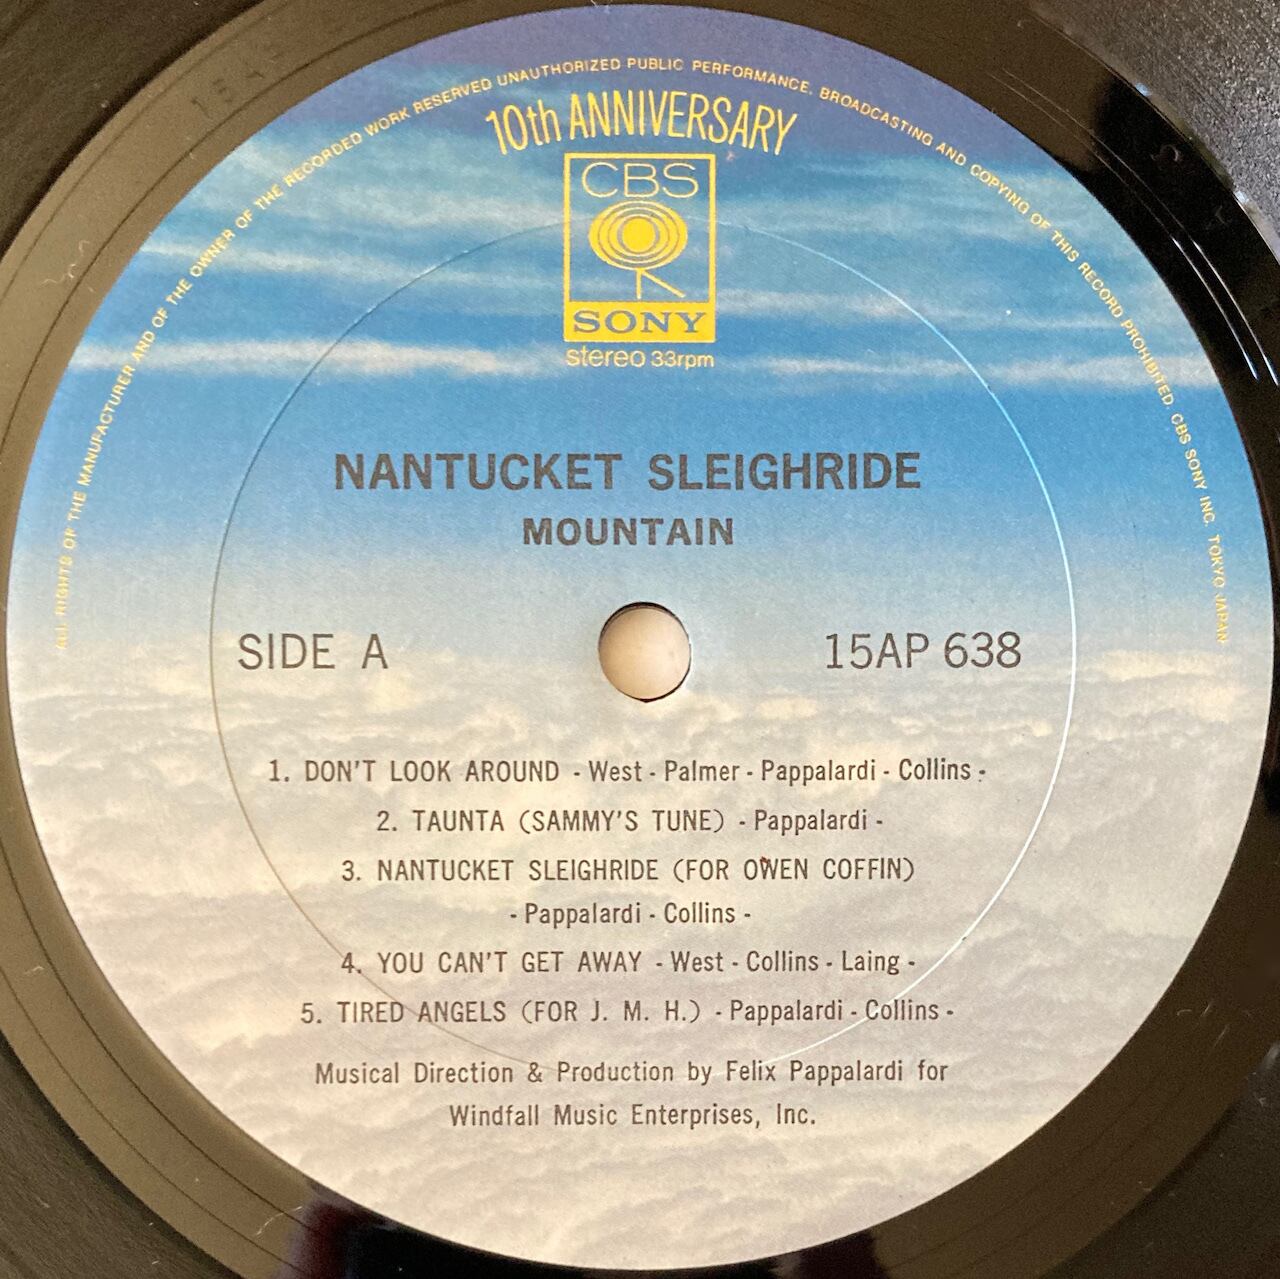 ALL RIGHTS OF THE MANUFACTURER AND OF THE OWNER OF THE RECORDED WORK RESERVED UNAUTHORIZED PUBLIC PERFORMANCE. BROADCASTING AND COPYING OF THIS RECORD PROHIBITED. CBS SONY INC. TOKYO JAPAN
10th ANNIVERSARY
CBS
SONY
stereo 33rpm
NANTUCKET SLEIGHRIDE
MOUNTAIN
SIDE A
15AP 638
1. DON'T LOOK AROUND - West - Palmer - Pappalardi - Collins -
2. TAUNTA (SAMMY'S TUNE) - Pappalardi -
3. NANTUCKET SLEIGHRIDE (FOR OWEN COFFIN)
- Pappalardi - Collins -
4. YOU CAN'T GET AWAY - West - Collins - Laing -
5. TIRED ANGELS (FOR J. M. H.) - Pappalardi - Collins -
Musical Direction & Production by Felix Pappalardi for
Windfall Music Enterprises, Inc.